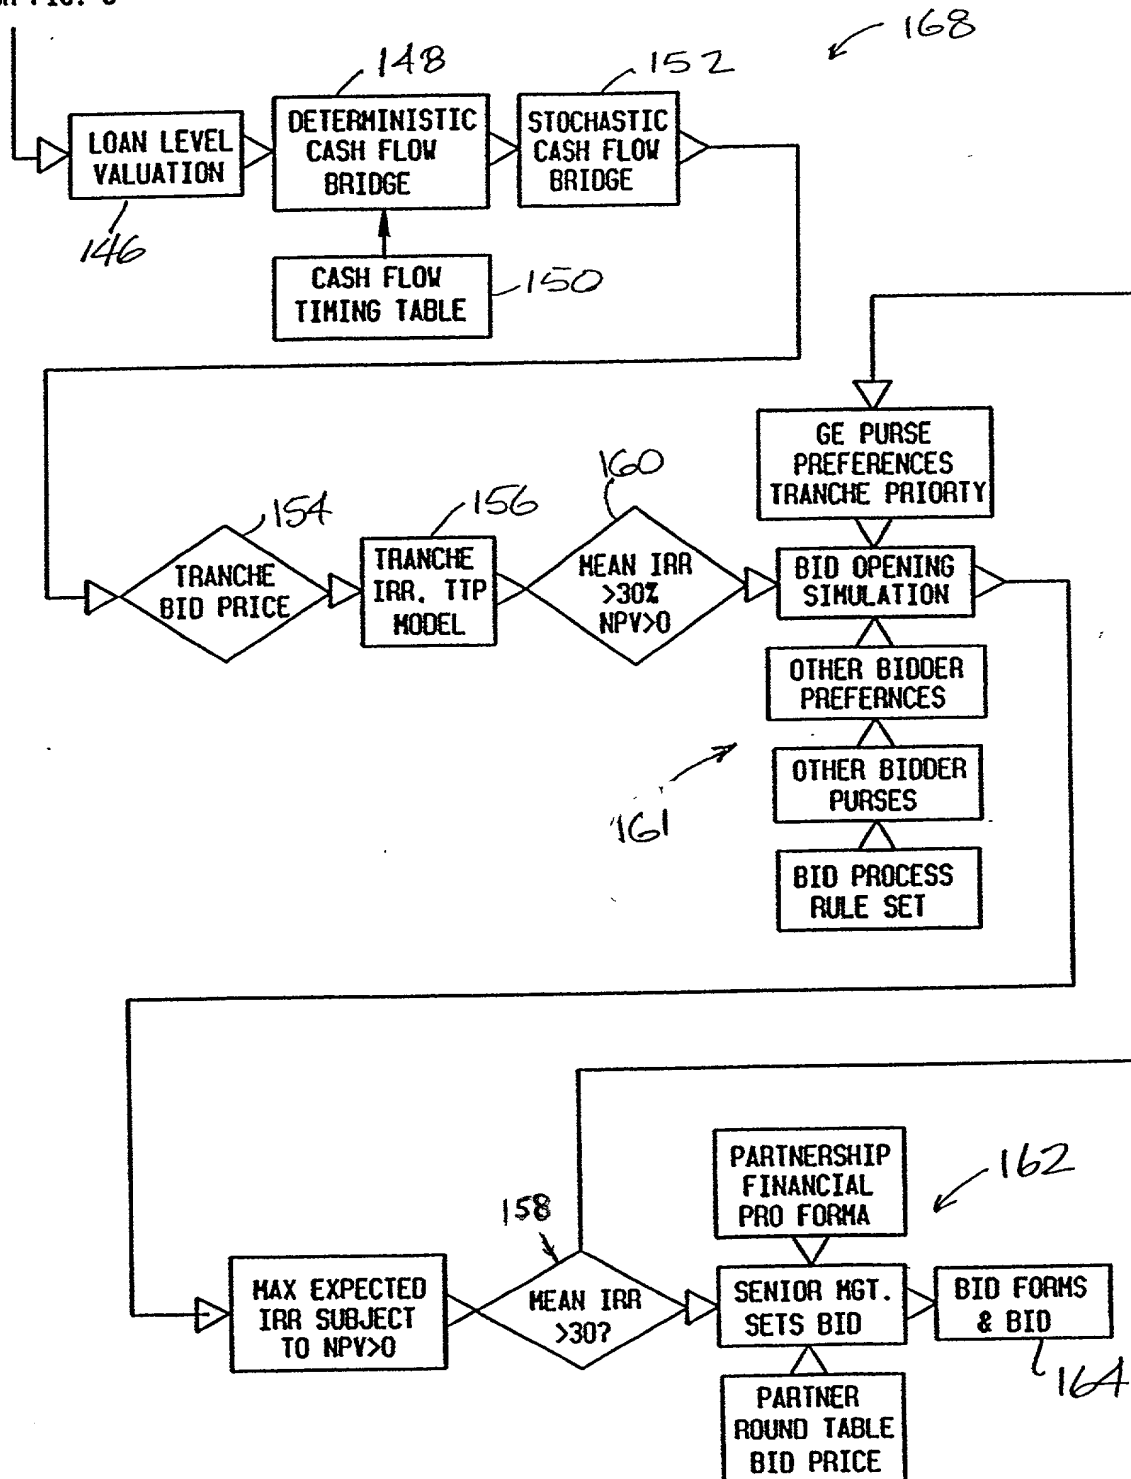 168
148
152
LOAN LEVEL
VALUATION
DETERMINISTIC
CASH FLOW
BRIDGE
STOCHASTIC
CASH FLOW
BRIDGE
146
CASH FLOW
TIMING TABLE
150
GE PURSE
PREFERENCES
TRANCHE PRIORTY
154
156
160
TRANCHE
BID PRICE
TRANCHE
IRR. TTP
MODEL
MEAN IRR
>30%
NPV>0
BID OPENING
SIMULATION
OTHER BIDDER
PREFERNCES
161
OTHER BIDDER
PURSES
BID PROCESS
RULE SET
PARTNERSHIP
FINANCIAL
PRO FORMA
162
158
MAX EXPECTED
IRR SUBJECT
TO NPV>0
MEAN IRR
>30?
SENIOR MGT.
SETS BID
BID FORMS
& BID
164
PARTNER
ROUND TABLE
BID PRICE